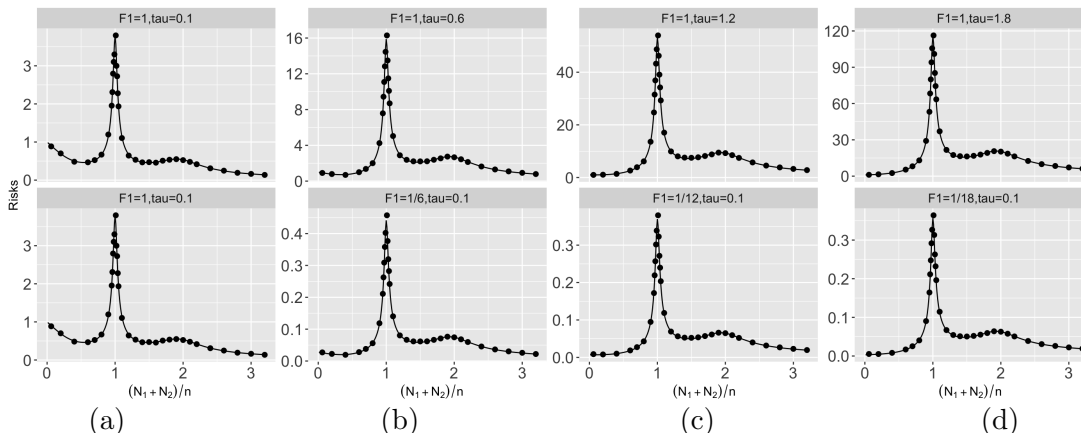 F1=1,tau=0.1 F1=1,tau=0.6 F1=1,tau=1.2 F1=1,tau=1.8
3 16 120
12 40 90
2 8 60
1 4 20 30
0 0 0 0
Risks
F1=1,tau=0.1 F1=1/6,tau=0.1 F1=1/12,tau=0.1 F1=1/18,tau=0.1
3 0.4 0.3 0.3
0.3
2 0.2 0.2 0.2
1 0.1 0.1 0.1
0 0.0 0.0 0.0
0 1 2 3 0 1 2 3 0 1 2 3 0 1 2 3
(N₁+N₂)/n (N₁+N₂)/n (N₁+N₂)/n (N₁+N₂)/n
(a) (b) (c) (d)